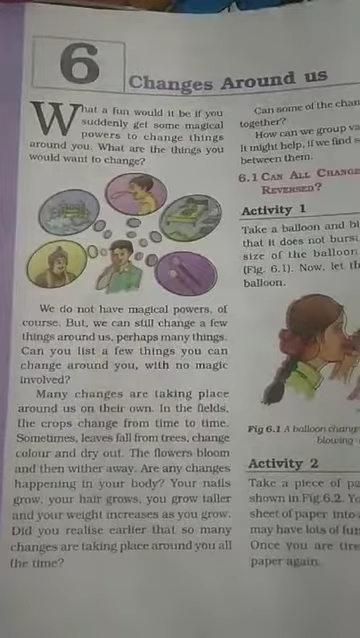 6
Changes Around us
What a fun would it be if you
suddenly get some magical
powers to change things
around you. What are the things you
would want to change?
We do not have magical powers, of
course. But, we can still change a few
things around us, perhaps many things.
Can you list a few things you can
change around you, with no magic
involved?
Many changes are taking place
around us on their own. In the fields,
the crops change from time to time.
Sometimes, leaves fall from trees, change
colour and dry out. The flowers bloom
and then wither away. Are any changes
happening in your body? Your nails
grow, your hair grows, you grow taller
and your weight increases as you grow.
Did you realise earlier that so many
changes are taking place around you all
the time?
Can some of the
together?
How can we group
It might help, if we find
between them.
6.1 CAN ALL
REVERSED?
Activity 1
Take a balloon and
that it does not
size of the balloon
(Fig. 6.1). Now, let
balloon.
Fig 6.1 A balloon
blowing
Activity 2
Take a piece of
shown in Fig 6.2.
sheet of paper into
may have lots of fun
Once you are
paper again.